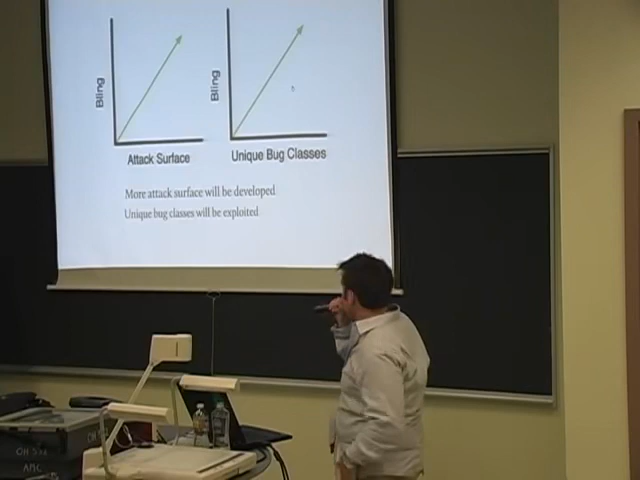 Bling
Bling
Attack Surface
Unique Bug Classes
More attack surface will be developed
Unique bug classes will be exploited